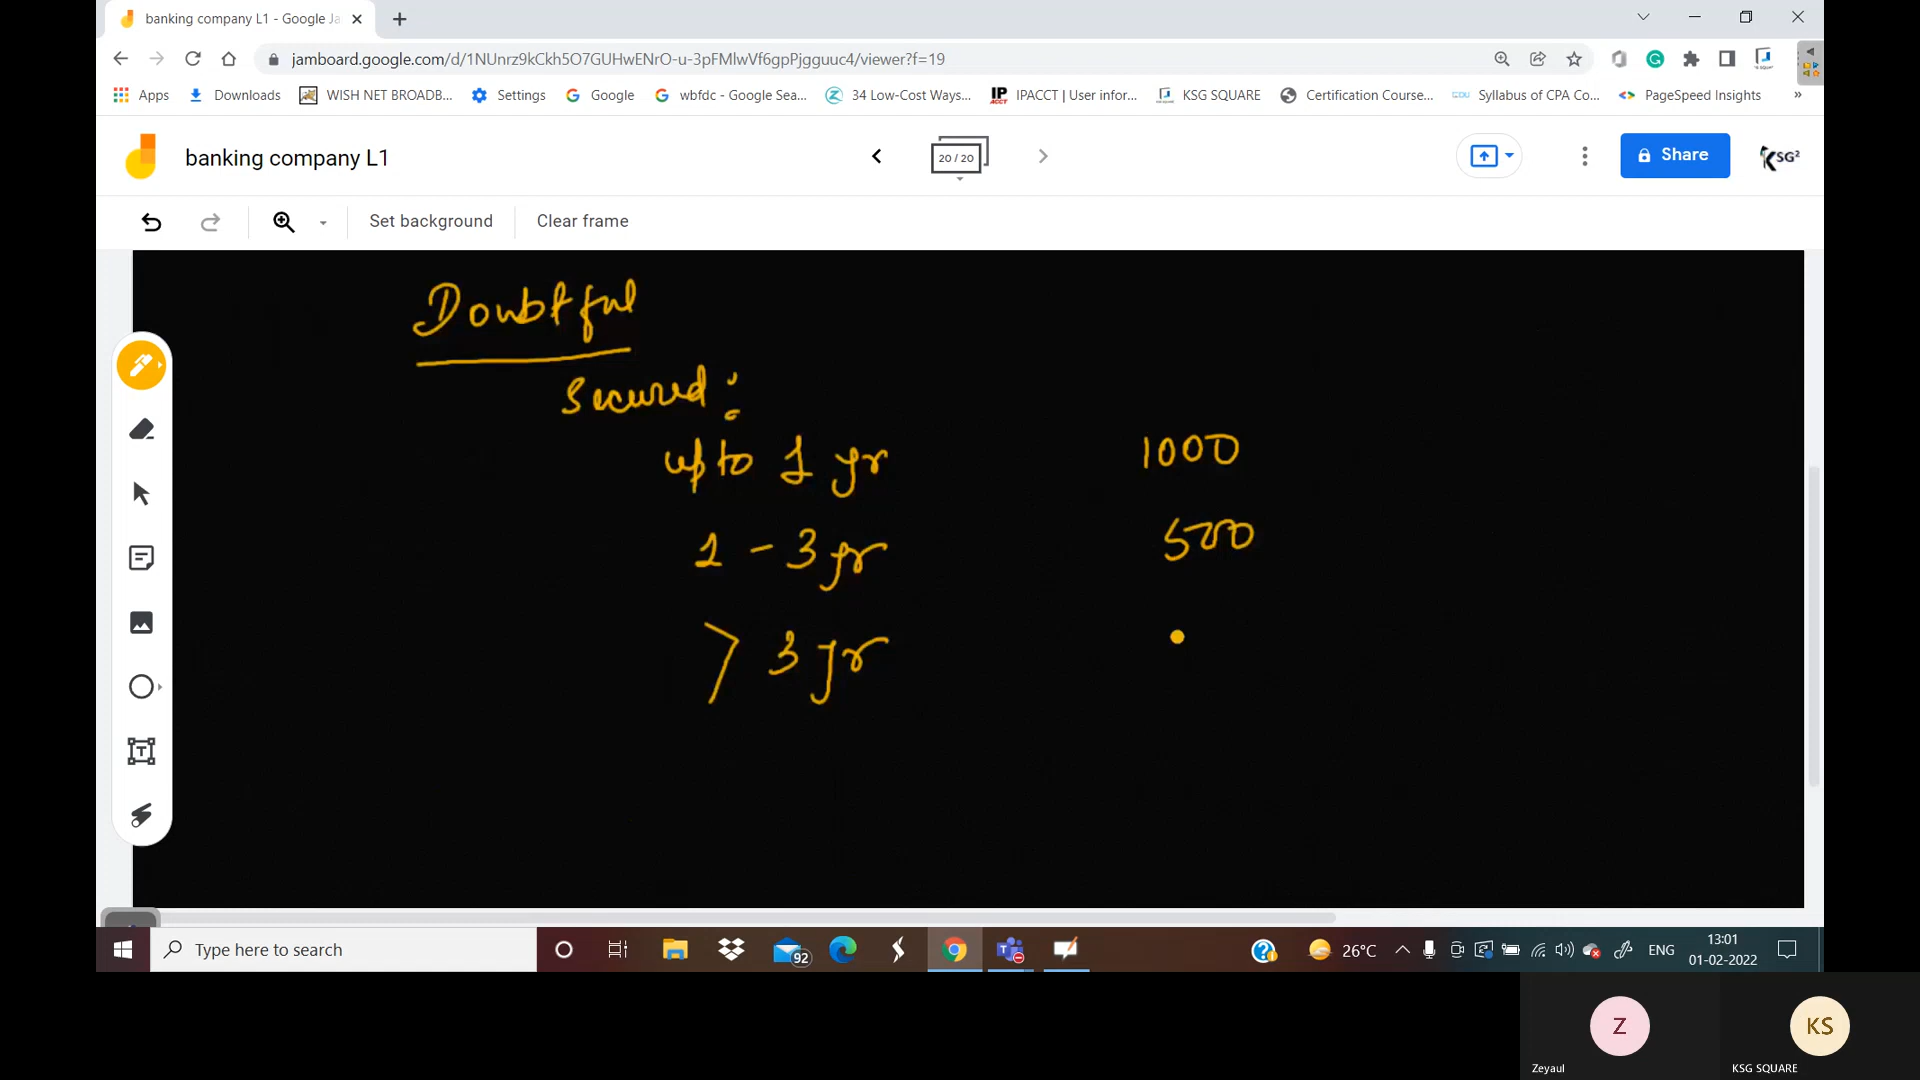 banking company L1 - Google Ja
jamboard.google.com/d/1NUnrz9kCkh5O7GUHwENrO-u-3pFMlwVf6gpPjgguuc4/viewer?f=19
Apps Downloads WISH NET BROADB... Settings Google wbfdc - Google Sea... 34 Low-Cost Ways... IPACCT | User infor... KSG SQUARE Certification Course... Syllabus of CPA Co... PageSpeed Insights »
banking company L1 20 / 20 Share KSG²
Set background Clear frame
Doubtful
Secured :
up to 1 yr 1000
1 - 3 yr 500
> 3 yr
Type here to search 92 26°C ENG 13:01
01-02-2022
Z KS
Zeyaul KSG SQUARE